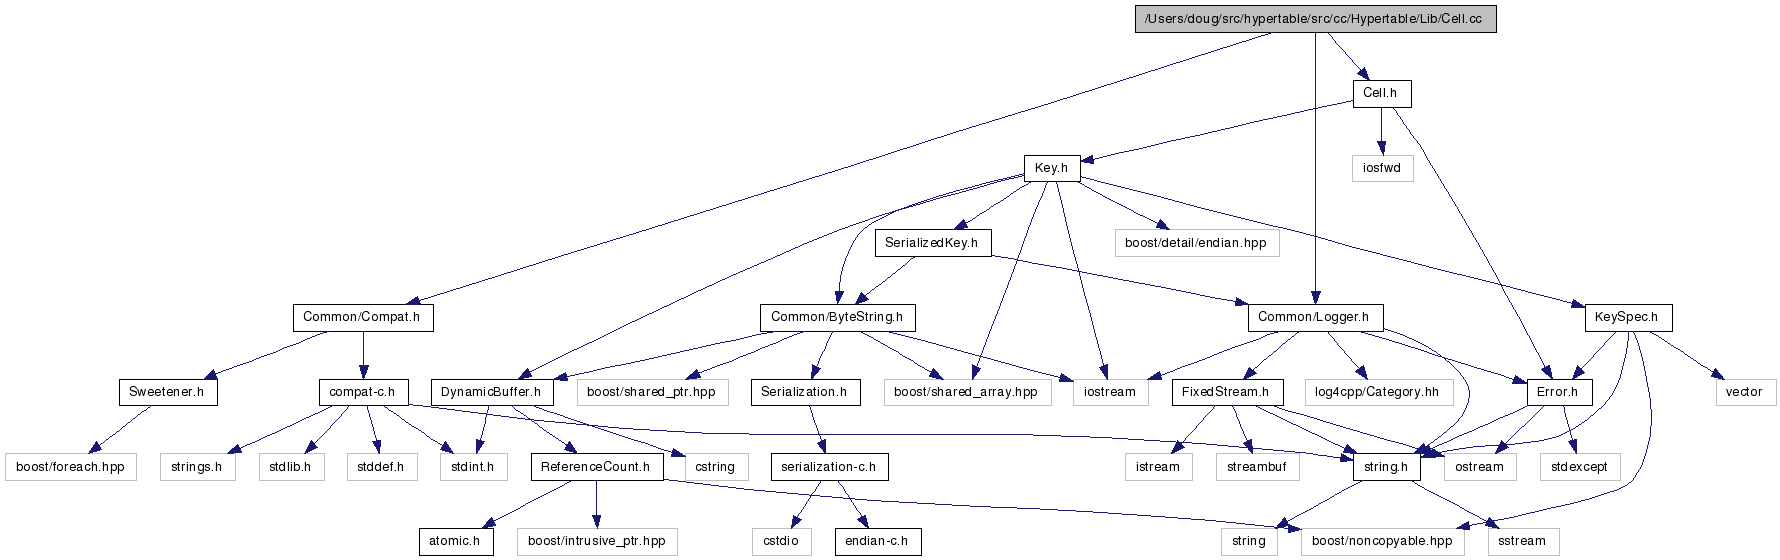 /Users/doug/src/hypertable/src/cc/Hypertable/Lib/Cell.cc
Cell.h
Key.h
iosfwd
SerializedKey.h
boost/detail/endian.hpp
Common/Compat.h
Common/ByteString.h
Common/Logger.h
KeySpec.h
Sweetener.h
compat-c.h
DynamicBuffer.h
boost/shared_ptr.hpp
Serialization.h
boost/shared_array.hpp
iostream
FixedStream.h
log4cpp/Category.hh
Error.h
vector
boost/foreach.hpp
strings.h
stdlib.h
stddef.h
stdint.h
ReferenceCount.h
cstring
serialization-c.h
istream
streambuf
string.h
ostream
stdexcept
atomic.h
boost/intrusive_ptr.hpp
cstdio
endian-c.h
string
boost/noncopyable.hpp
sstream